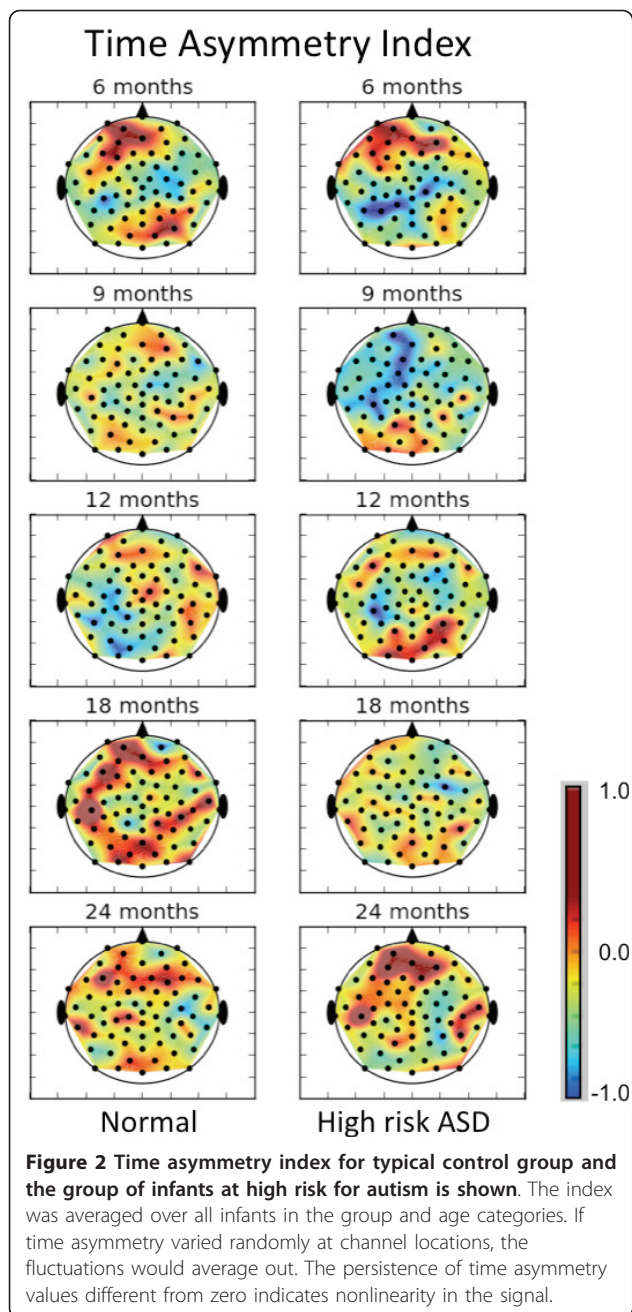 Time Asymmetry Index
6 months
6 months
9 months
9 months
12 months
12 months
18 months
18 months
1.0
0.0
-1.0
24 months
24 months
Normal
High risk ASD
Figure 2 Time asymmetry index for typical control group and
the group of infants at high risk for autism is shown. The index
was averaged over all infants in the group and age categories. If
time asymmetry varied randomly at channel locations, the
fluctuations would average out. The persistence of time asymmetry
values different from zero indicates nonlinearity in the signal.